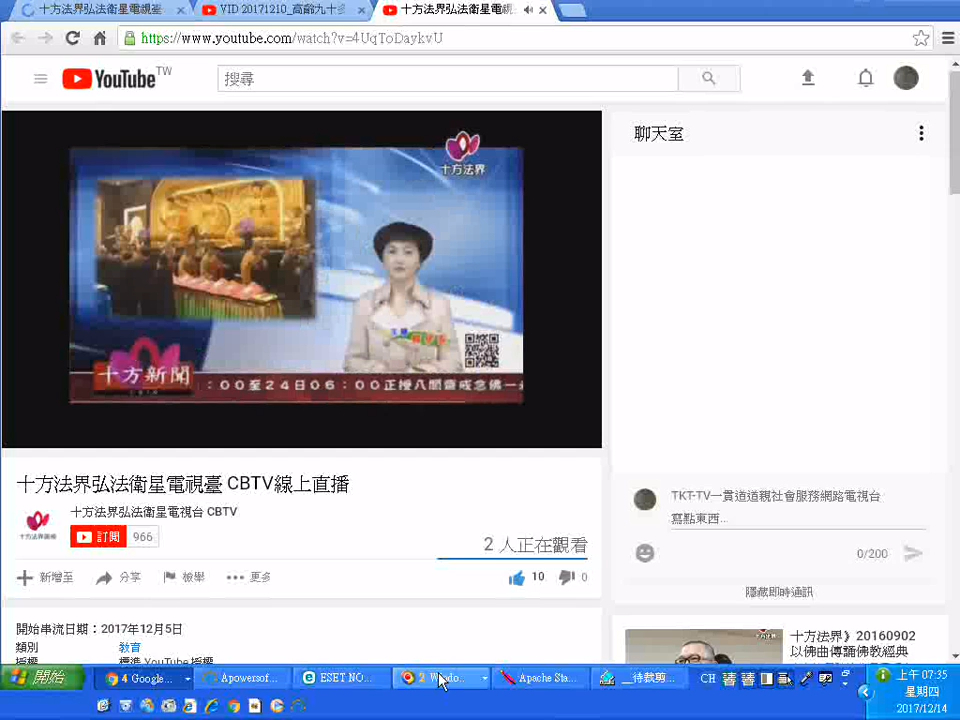 十方法界弘法衛星電視臺
VID 20171210_高齡九十多
十方法界弘法衛星電視
https://www.youtube.com/watch?v=4UqToDaykvU
YouTube TW
搜尋
聊天室
十方法界
十方新聞
:00至24日06:00正授八關齋戒念佛一
十方法界弘法衛星電視臺 CBTV線上直播
十方法界弘法衛星電視台 CBTV
訂閱 966
2 人正在觀看
新增至 分享 檢舉 更多
10 0
TKT-TV一貫道道親社會服務網路電視台
寫點東西...
0/200
隱藏即時通訊
開始串流日期：2017年12月5日
類別 教育
授權 標準 YouTube 授權
十方法界》20160902
以佛曲傳誦佛教經典
開始
4 Google...
Apowersof...
ESET NO...
2 Windo...
Apache Sta...
__待裁剪...
CH
上午 07:35
星期四
2017/12/14